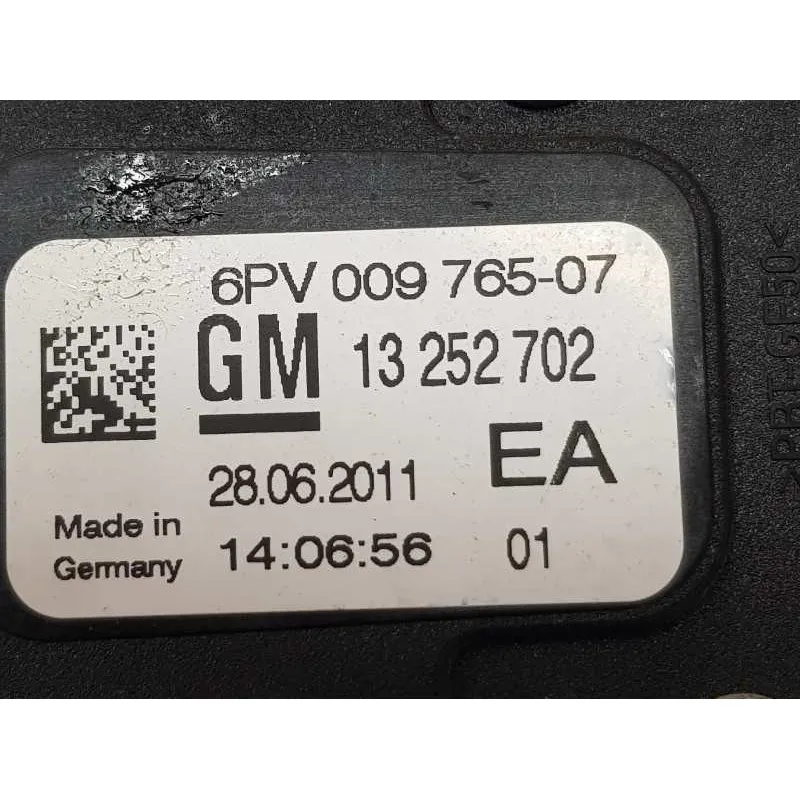 6PV 009 765-07
GM 13 252 702
EA
28.06.2011
Made in
Germany
14:06:56
01
>PBT GF50<